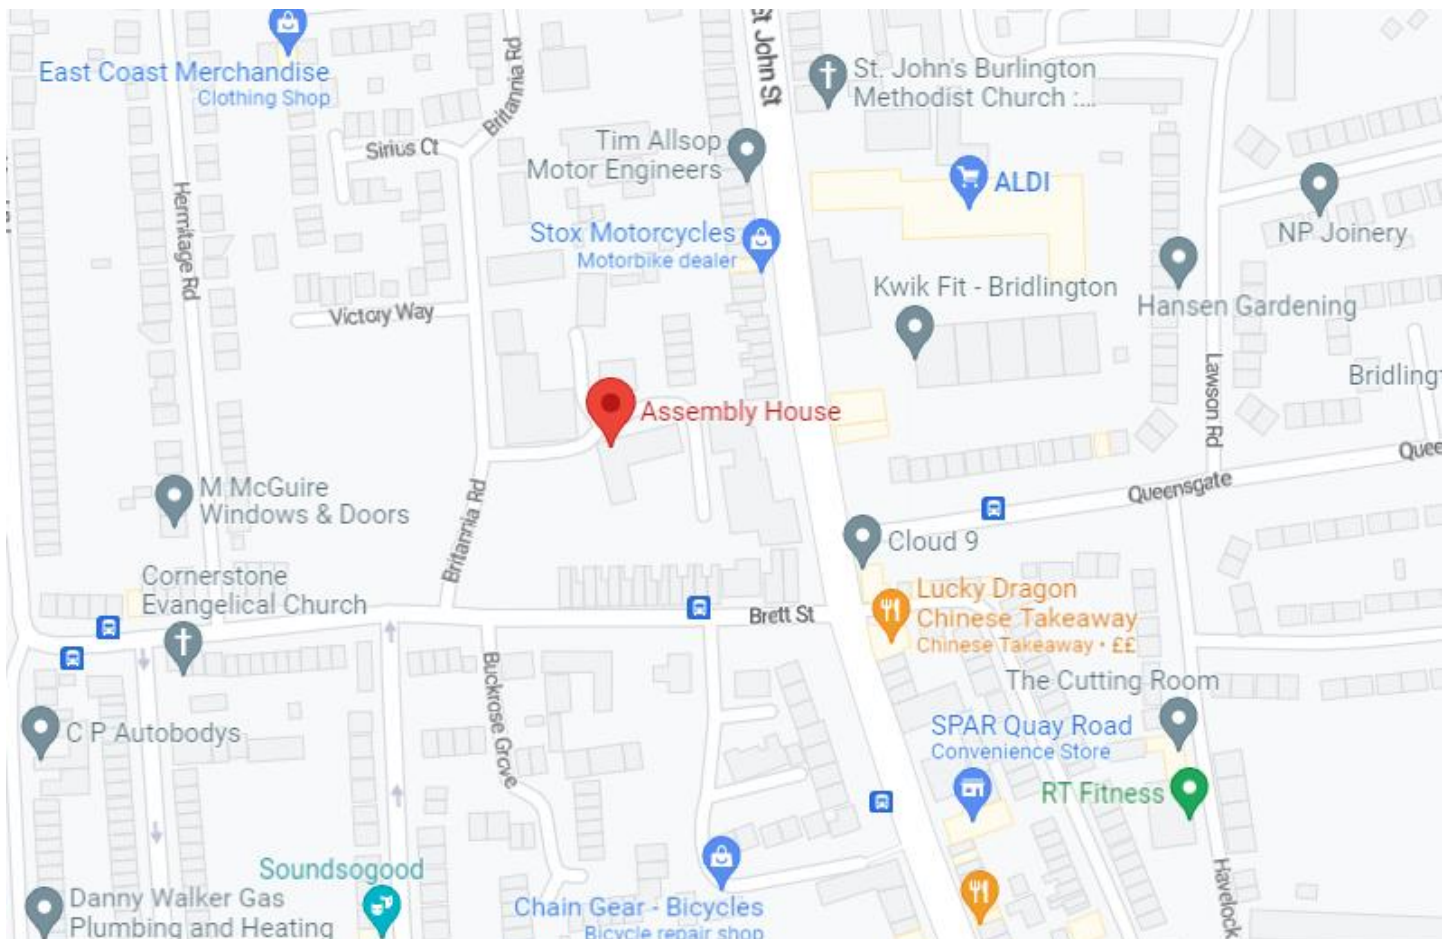 St John St
East Coast Merchandise
Clothing Shop
Britannia Rd
St. John's Burlington
Methodist Church :...
Tim Allsop
Motor Engineers
Sirius Ct
ALDI
Hermitage Rd
NP Joinery
Stox Motorcycles
Motorbike dealer
Kwik Fit - Bridlington
Hansen Gardening
Victory Way
Lawson Rd
Assembly House
Queensgate
M McGuire
Windows & Doors
Britannia Rd
Cloud 9
Cornerstone
Evangelical Church
Lucky Dragon
Chinese Takeaway
Chinese Takeaway • ££
Brett St
Buckrose Grove
The Cutting Room
C P Autobodys
SPAR Quay Road
Convenience Store
RT Fitness
Havelock
Soundsogood
Danny Walker Gas
Plumbing and Heating
Chain Gear - Bicycles
Bicycle repair shop